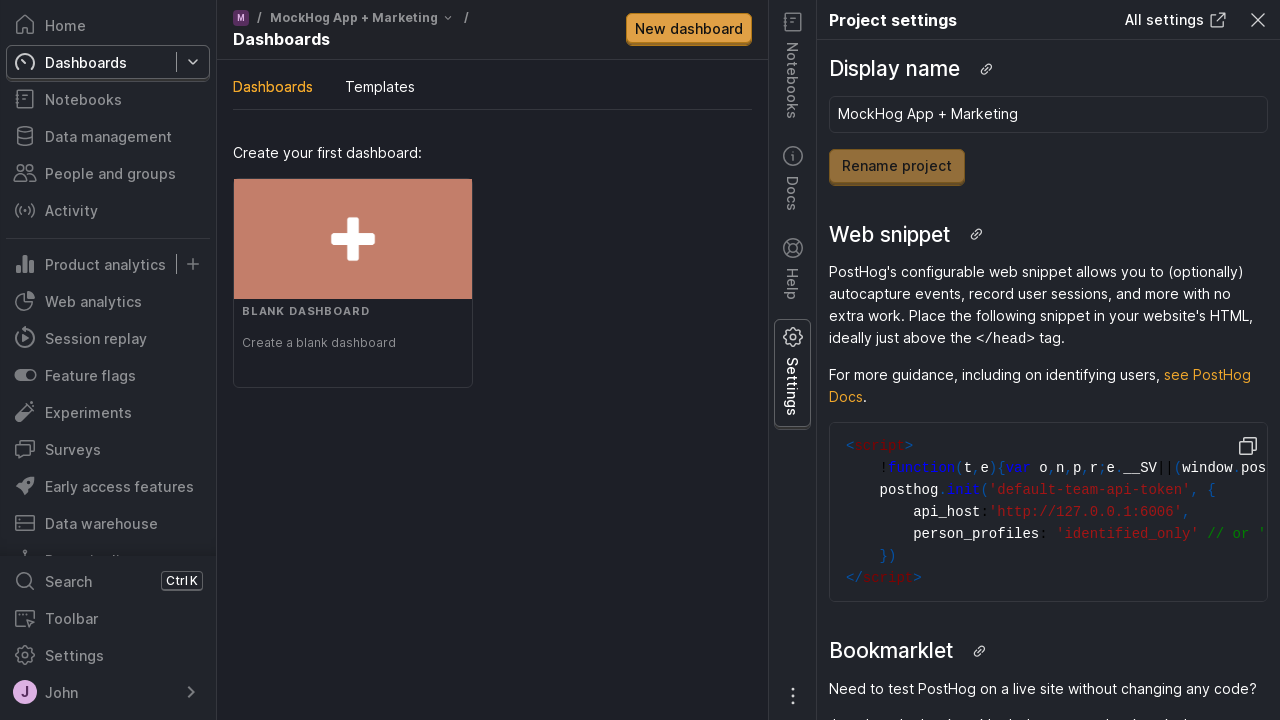 Home
Dashboards
Notebooks
Data management
People and groups
Activity
Product analytics
Web analytics
Session replay
Feature flags
Experiments
Surveys
Early access features
Data warehouse
Search
Ctrl K
Toolbar
Settings
J
John
M / MockHog App + Marketing /
Dashboards
New dashboard
Dashboards Templates
Create your first dashboard:
BLANK DASHBOARD
Create a blank dashboard
Notebooks
Docs
Help
Settings
Project settings
All settings
Display name
MockHog App + Marketing
Rename project
Web snippet
PostHog's configurable web snippet allows you to (optionally)
autocapture events, record user sessions, and more with no
extra work. Place the following snippet in your website's HTML,
ideally just above the </head> tag.
For more guidance, including on identifying users, see PostHog
Docs.
<script>
!function(t,e){var o,n,p,r;e.__SV||(window.pos
posthog.init('default-team-api-token', {
api_host:'http://127.0.0.1:6006',
person_profiles: 'identified_only' // or '
})
</script>
Bookmarklet
Need to test PostHog on a live site without changing any code?